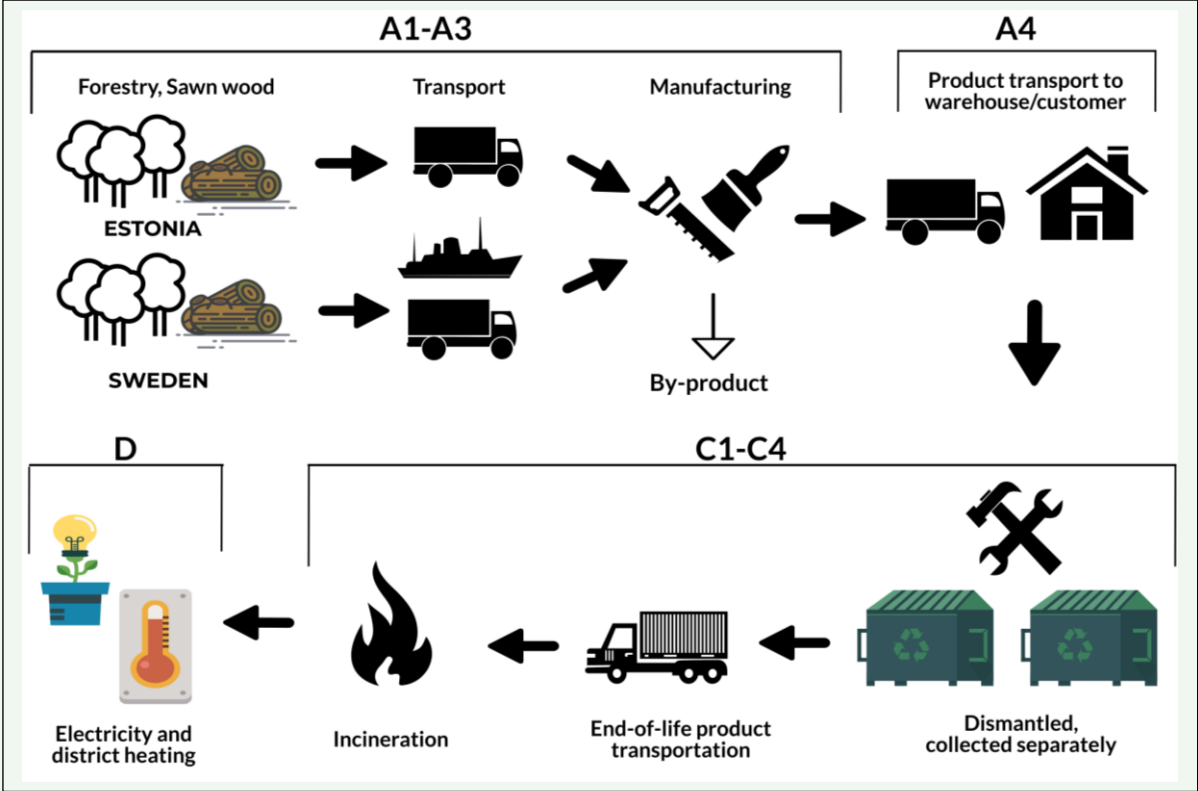 A1-A3
A4
Forestry, Sawn wood
Transport
Manufacturing
Product transport to
warehouse/customer
ESTONIA
SWEDEN
By-product
D
C1-C4
Electricity and
district heating
Incineration
End-of-life product
transportation
Dismantled,
collected separately